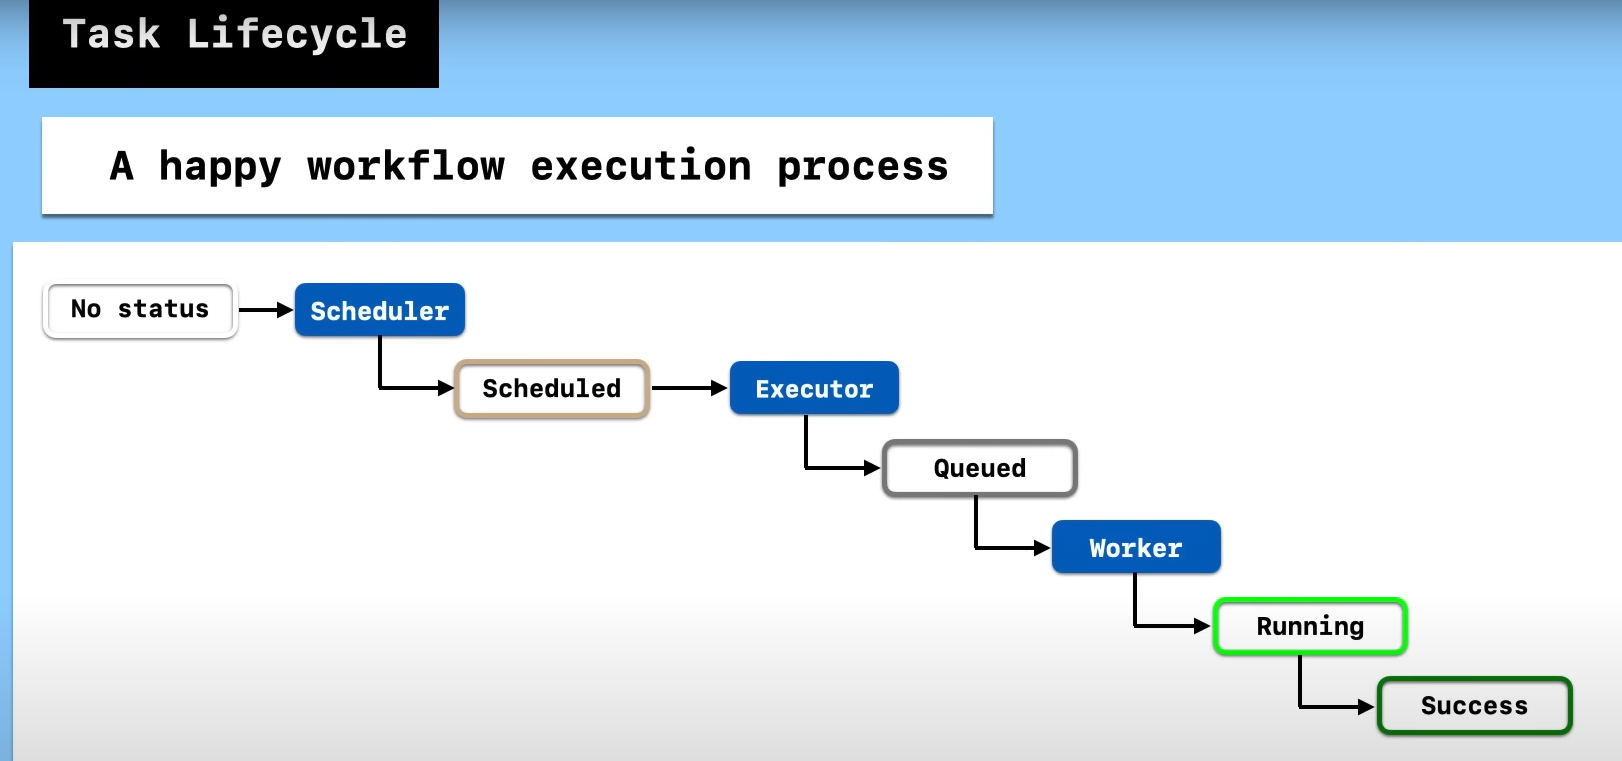 Task Lifecycle
A happy workflow execution process
No status
Scheduler
Scheduled
Executor
Queued
Worker
Running
Success